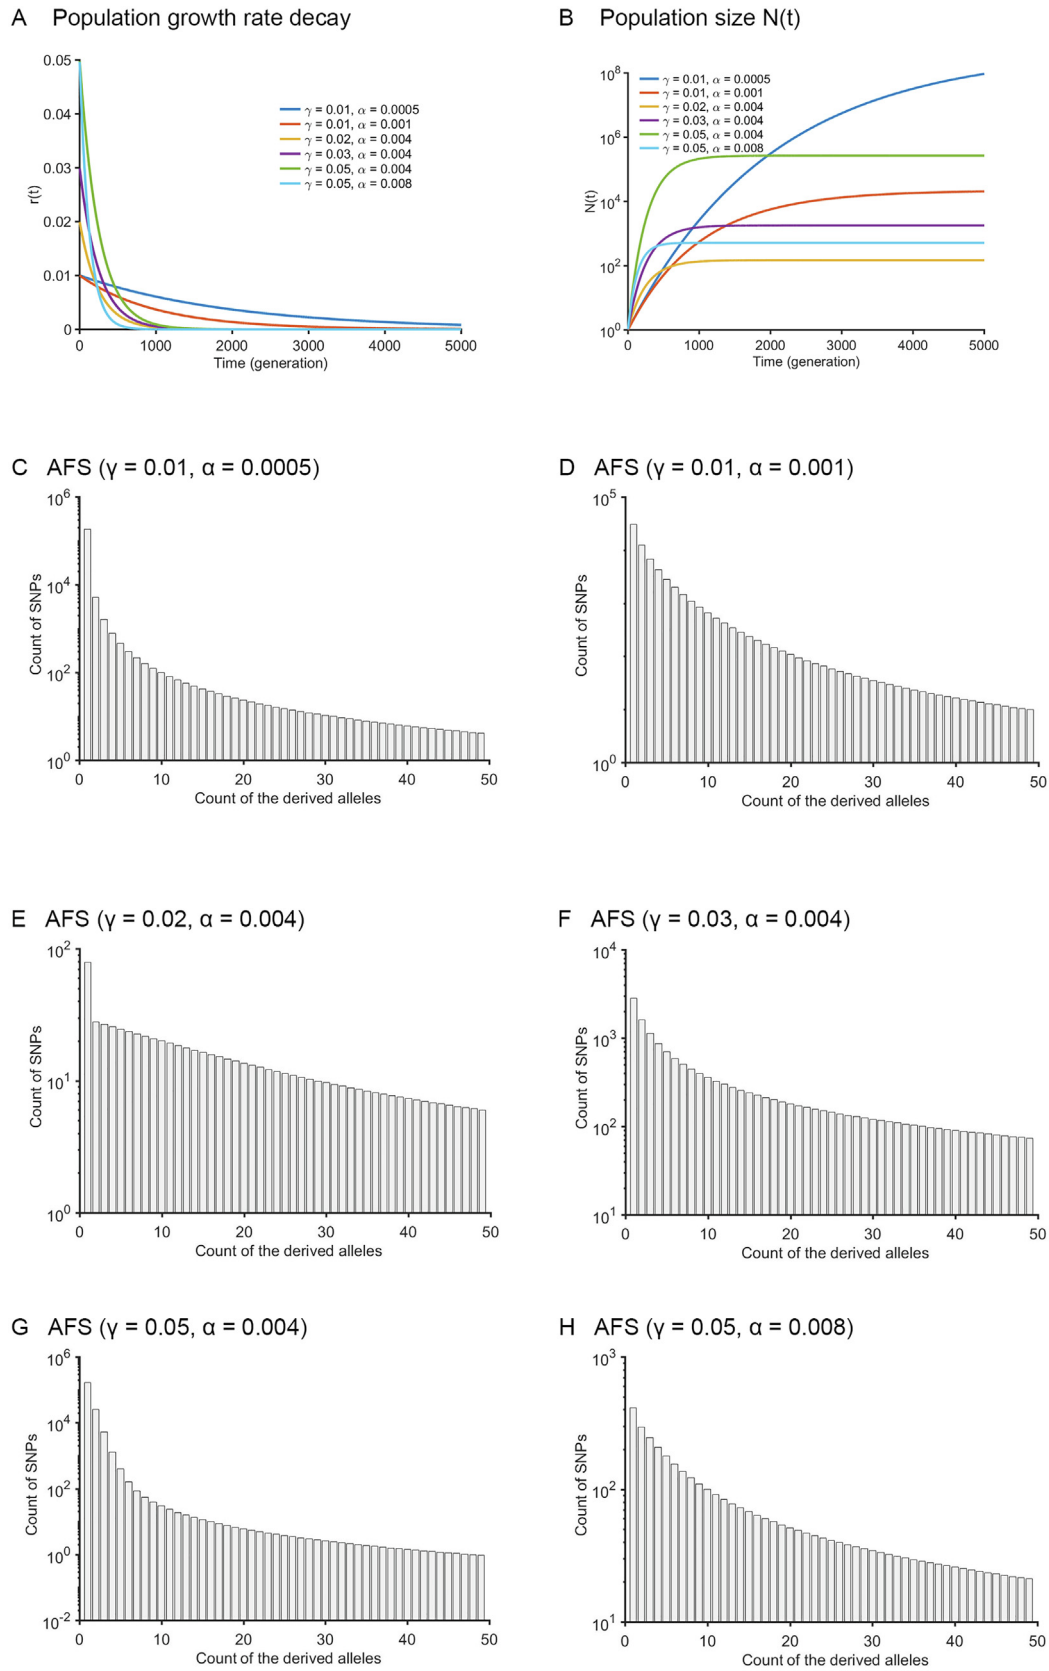 A Population growth rate decay
0.05
0.04
0.03
0.02
0.01
0
r(t)
γ = 0.01, α = 0.0005
γ = 0.01, α = 0.001
γ = 0.02, α = 0.004
γ = 0.03, α = 0.004
γ = 0.05, α = 0.004
γ = 0.05, α = 0.008
0 1000 2000 3000 4000 5000
Time (generation)
B Population size N(t)
10^8
10^6
10^4
10^2
10^0
N(t)
γ = 0.01, α = 0.0005
γ = 0.01, α = 0.001
γ = 0.02, α = 0.004
γ = 0.03, α = 0.004
γ = 0.05, α = 0.004
γ = 0.05, α = 0.008
0 1000 2000 3000 4000 5000
Time (generation)
C AFS (γ = 0.01, α = 0.0005)
10^6
10^4
10^2
10^0
Count of SNPs
0 10 20 30 40 50
Count of the derived alleles
D AFS (γ = 0.01, α = 0.001)
10^5
10^0
Count of SNPs
0 10 20 30 40 50
Count of the derived alleles
E AFS (γ = 0.02, α = 0.004)
10^2
10^1
10^0
Count of SNPs
0 10 20 30 40 50
Count of the derived alleles
F AFS (γ = 0.03, α = 0.004)
10^4
10^3
10^2
10^1
Count of SNPs
0 10 20 30 40 50
Count of the derived alleles
G AFS (γ = 0.05, α = 0.004)
10^6
10^4
10^2
10^0
10^-2
Count of SNPs
0 10 20 30 40 50
Count of the derived alleles
H AFS (γ = 0.05, α = 0.008)
10^3
10^2
10^1
Count of SNPs
0 10 20 30 40 50
Count of the derived alleles